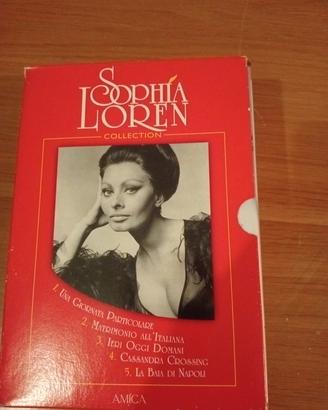 SOPHIA
LOREN
COLLECTION
1. UNA GIORNATA PARTICOLARE
2. MATRIMONIO ALL'ITALIANA
3. IERI OGGI DOMANI
4. CASSANDRA CROSSING
5. LA BAIA DI NAPOLI
AMICA